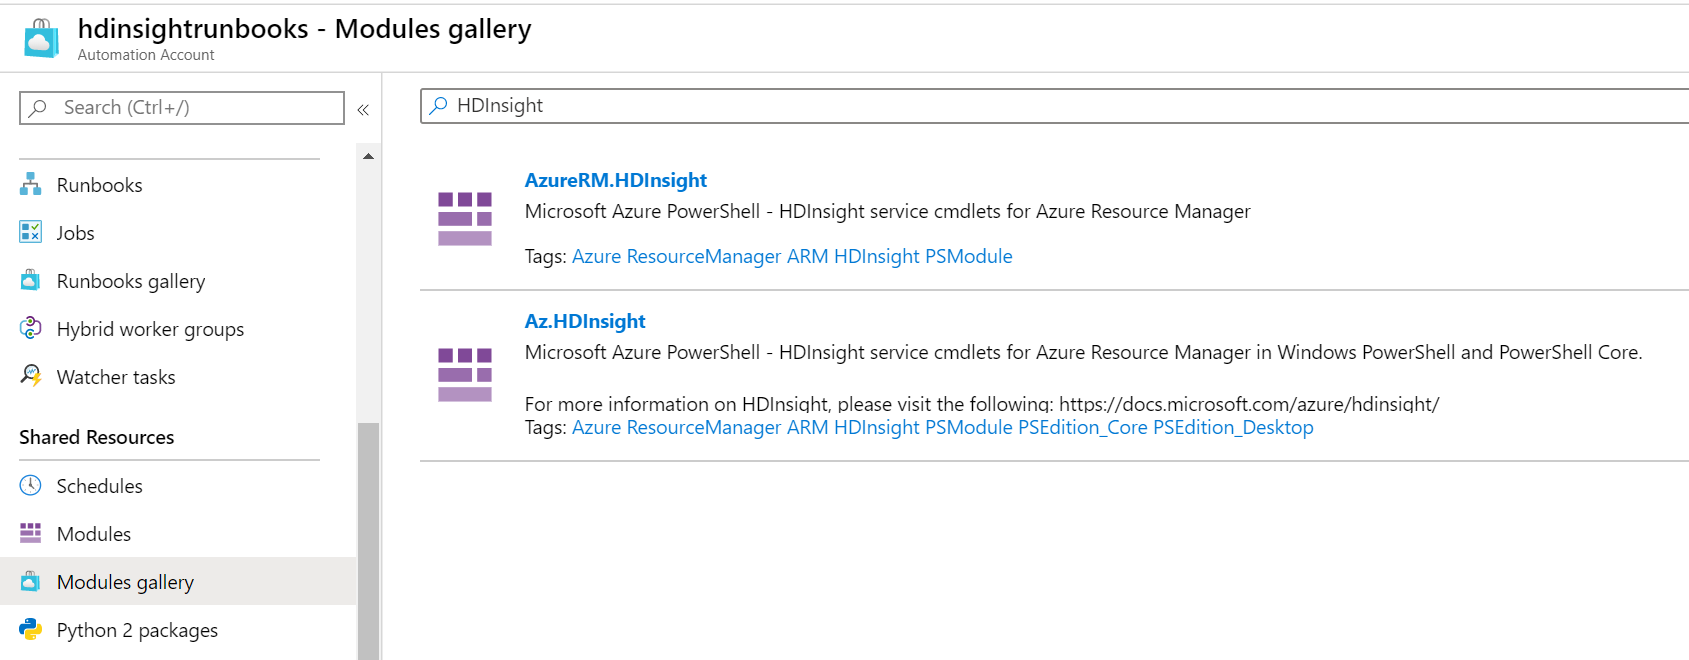 hdinsightrunbooks - Modules gallery
Automation Account
Search (Ctrl+/)
«
Runbooks
Jobs
Runbooks gallery
Hybrid worker groups
Watcher tasks
Shared Resources
Schedules
Modules
Modules gallery
Python 2 packages
HDInsight
AzureRM.HDInsight
Microsoft Azure PowerShell - HDInsight service cmdlets for Azure Resource Manager
Tags: Azure ResourceManager ARM HDInsight PSModule
Az.HDInsight
Microsoft Azure PowerShell - HDInsight service cmdlets for Azure Resource Manager in Windows PowerShell and PowerShell Core.
For more information on HDInsight, please visit the following: https://docs.microsoft.com/azure/hdinsight/
Tags: Azure ResourceManager ARM HDInsight PSModule PSEdition_Core PSEdition_Desktop